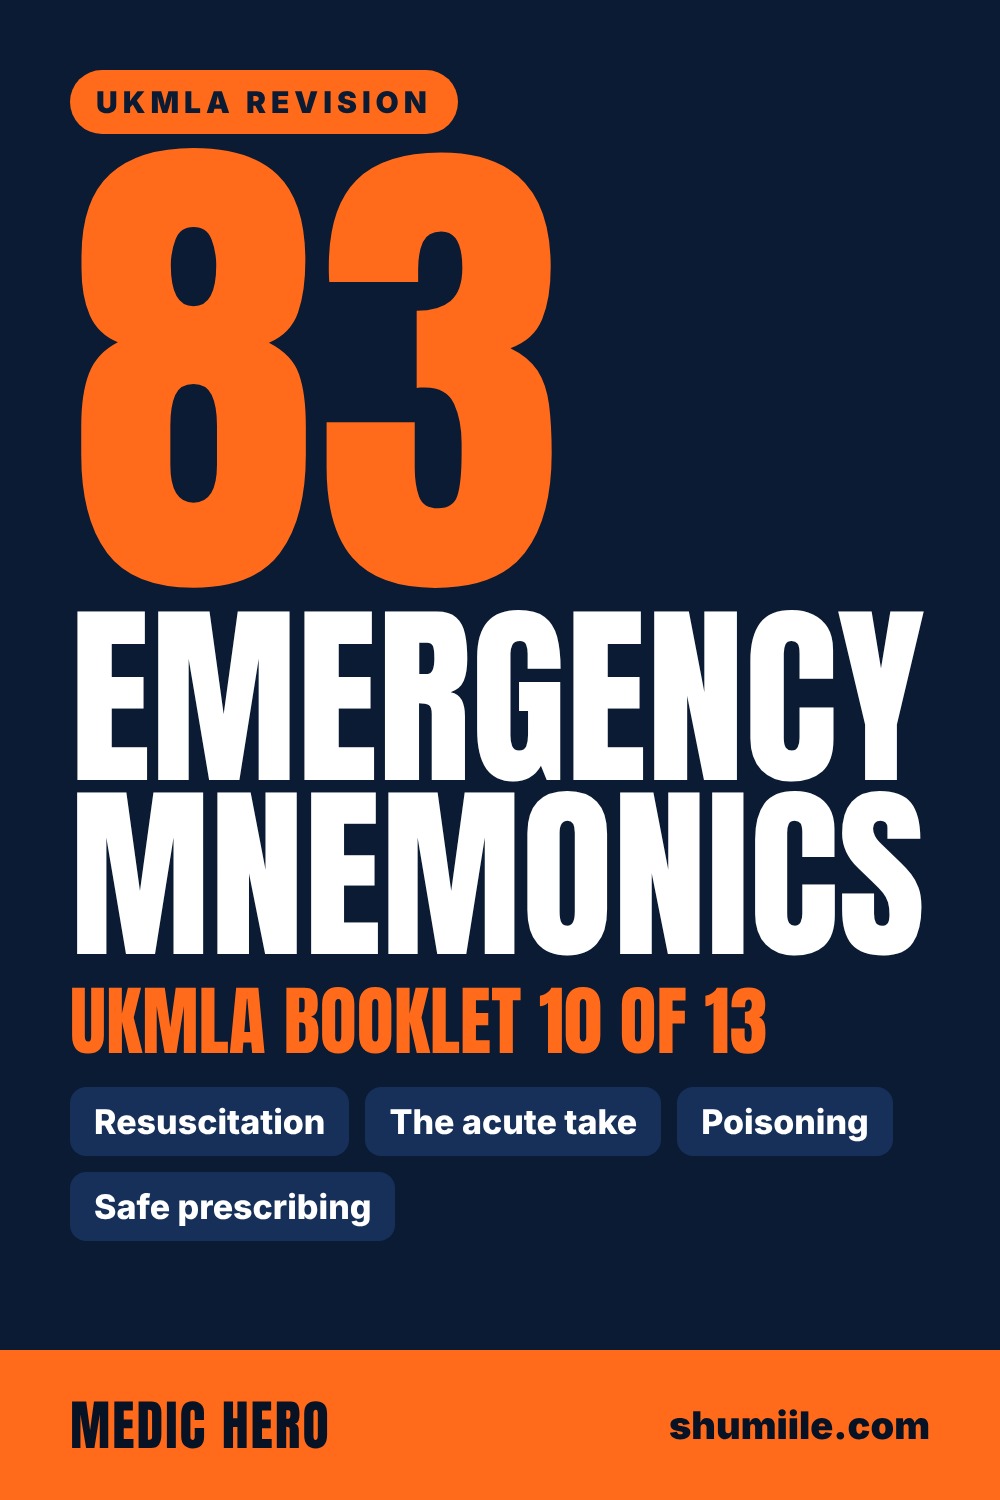 UKMLA REVISION
83
EMERGENCY
MNEMONICS
UKMLA BOOKLET 10 OF 13
Resuscitation The acute take Poisoning
Safe prescribing
MEDIC HERO shumiile.com